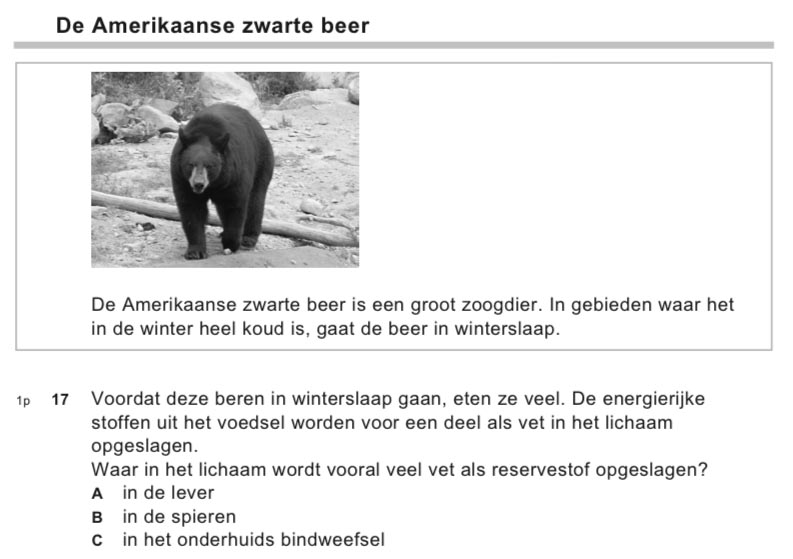 De Amerikaanse zwarte beer
De Amerikaanse zwarte beer is een groot zoogdier. In gebieden waar het
in de winter heel koud is, gaat de beer in winterslaap.
1p 17 Voordat deze beren in winterslaap gaan, eten ze veel. De energierijke
stoffen uit het voedsel worden voor een deel als vet in het lichaam
opgeslagen.
Waar in het lichaam wordt vooral veel vet als reservestof opgeslagen?
A in de lever
B in de spieren
C in het onderhuids bindweefsel